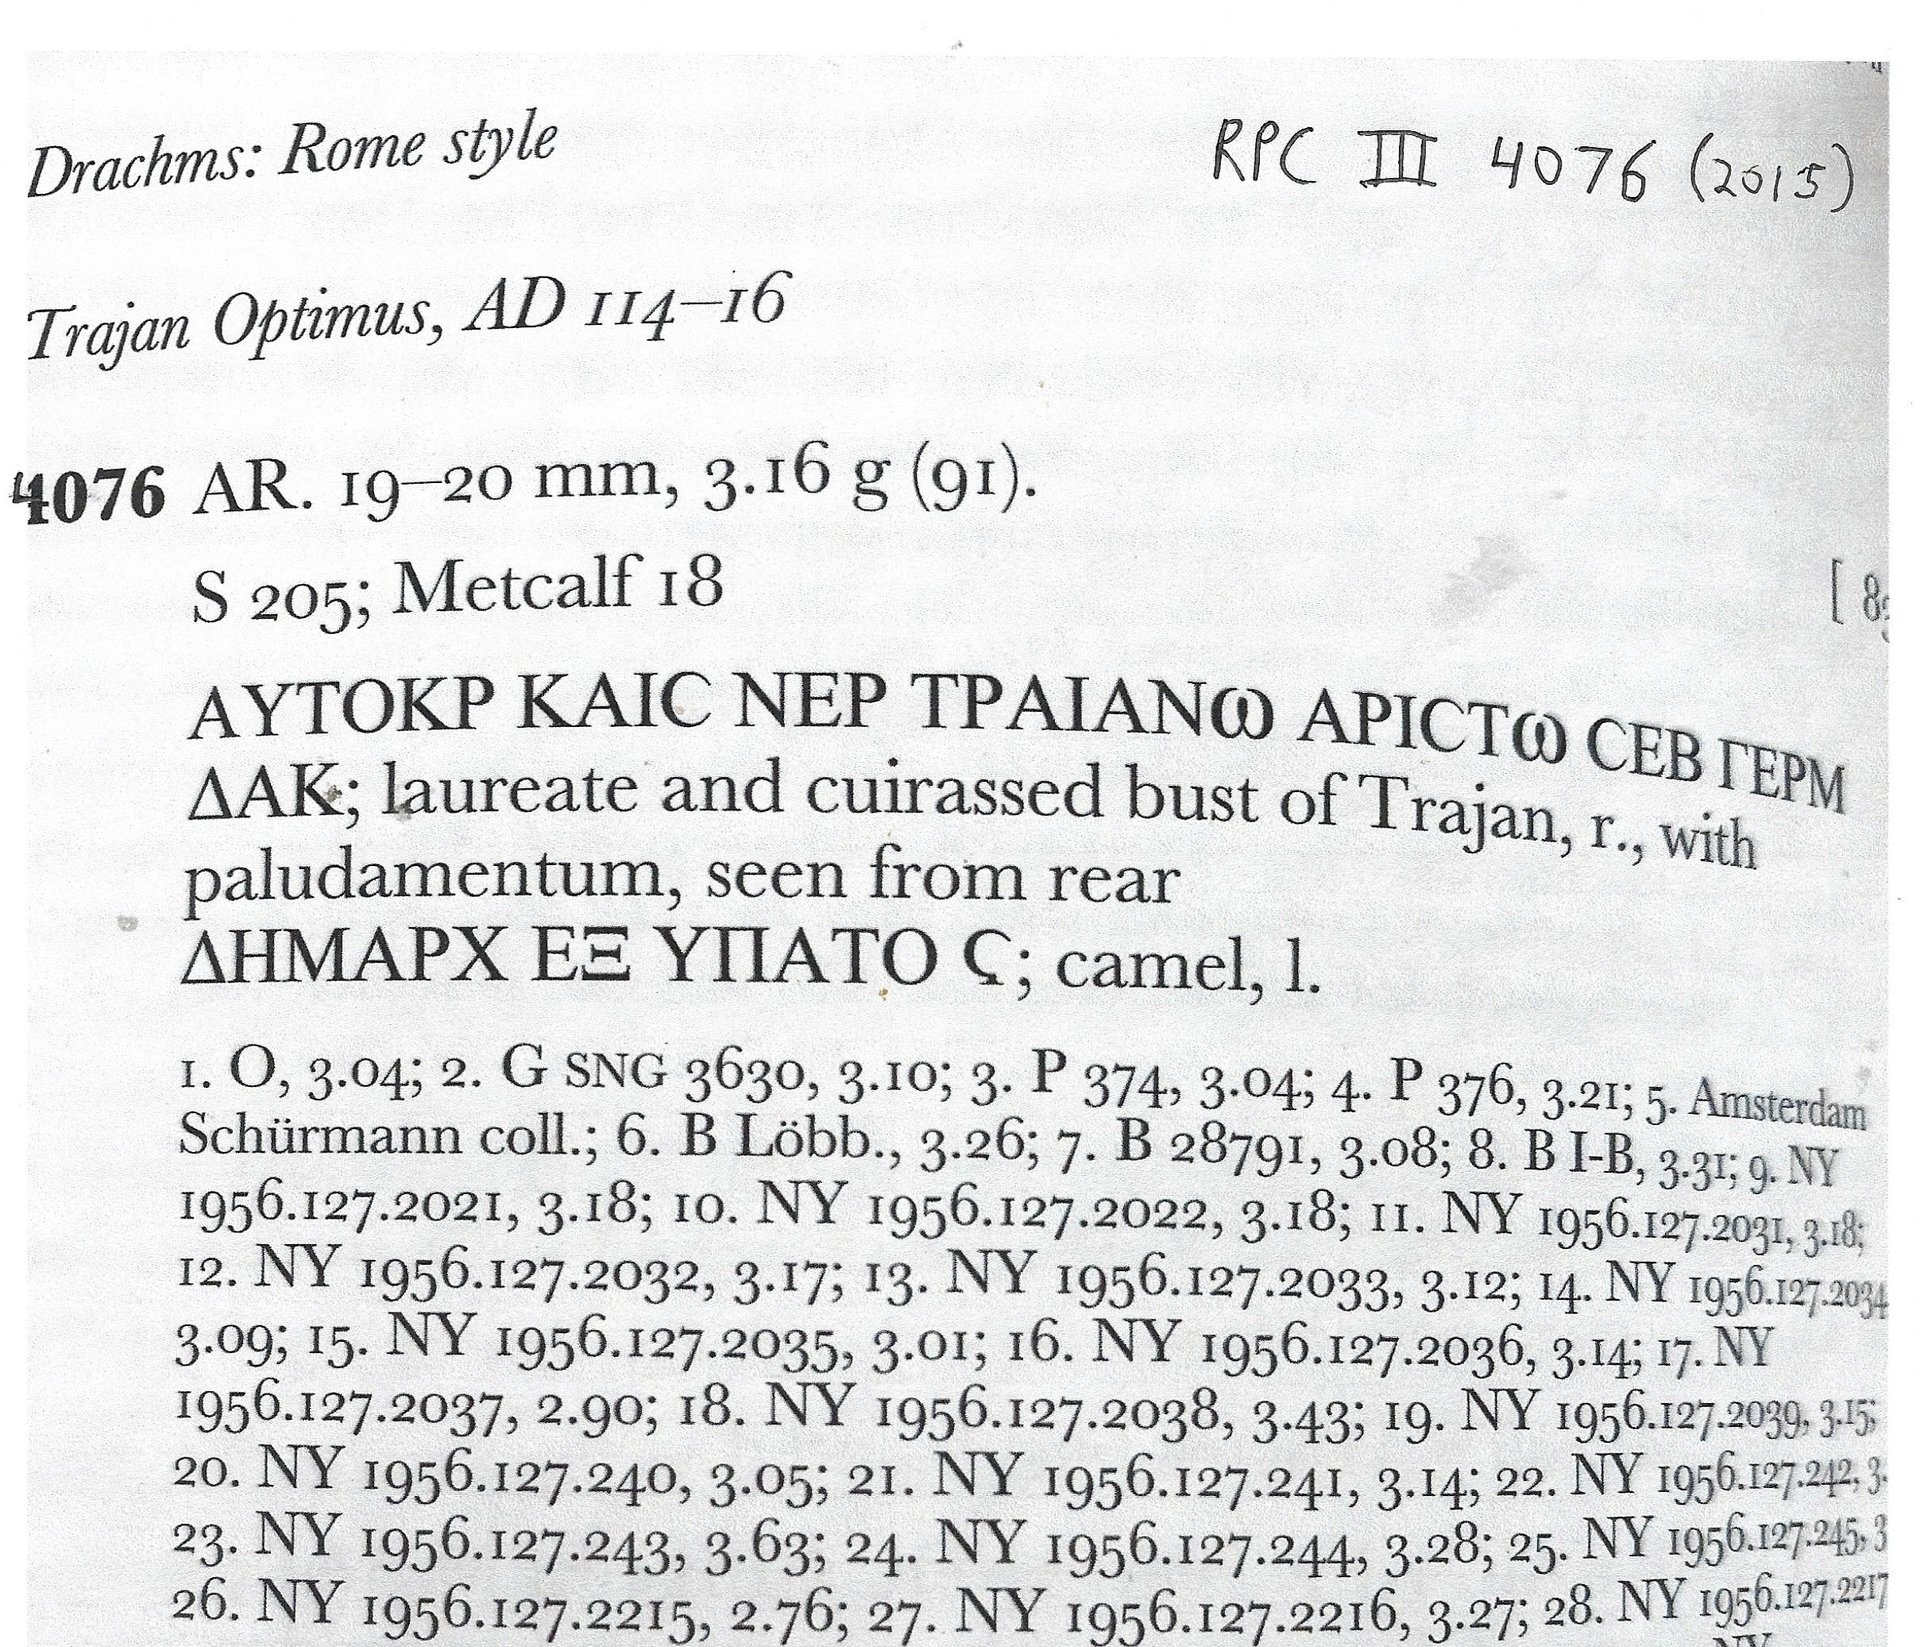 Drachms: Rome style
RPC III 4076 (2015)
Trajan Optimus, AD 114–16
4076 AR. 19–20 mm, 3.16 g (91).
S 205; Metcalf 18
ΑΥΤΟΚΡ ΚΑΙϹ ΝΕΡ ΤΡΑΙΑΝω ΑΡΙϹΤω ϹΕΒ ΓΕΡΜ
ΔΑΚ; laureate and cuirassed bust of Trajan, r., with
paludamentum, seen from rear
ΔΗΜΑΡΧ ΕΞ ΥΠΑΤΟ Ϛ; camel, l.
1. O, 3.04; 2. G SNG 3630, 3.10; 3. P 374, 3.04; 4. P 376, 3.21; 5. Amsterdam
Schürmann coll.; 6. B Löbb., 3.26; 7. B 28791, 3.08; 8. B I-B, 3.31; 9. NY
1956.127.2021, 3.18; 10. NY 1956.127.2022, 3.18; 11. NY 1956.127.2031, 3.18;
12. NY 1956.127.2032, 3.17; 13. NY 1956.127.2033, 3.12; 14. NY 1956.127.2034
3.09; 15. NY 1956.127.2035, 3.01; 16. NY 1956.127.2036, 3.14; 17. NY
1956.127.2037, 2.90; 18. NY 1956.127.2038, 3.43; 19. NY 1956.127.2039, 3.15;
20. NY 1956.127.240, 3.05; 21. NY 1956.127.241, 3.14; 22. NY 1956.127.242, 3.
23. NY 1956.127.243, 3.63; 24. NY 1956.127.244, 3.28; 25. NY 1956.127.245, 3
26. NY 1956.127.2215, 2.76; 27. NY 1956.127.2216, 3.27; 28. NY 1956.127.2217